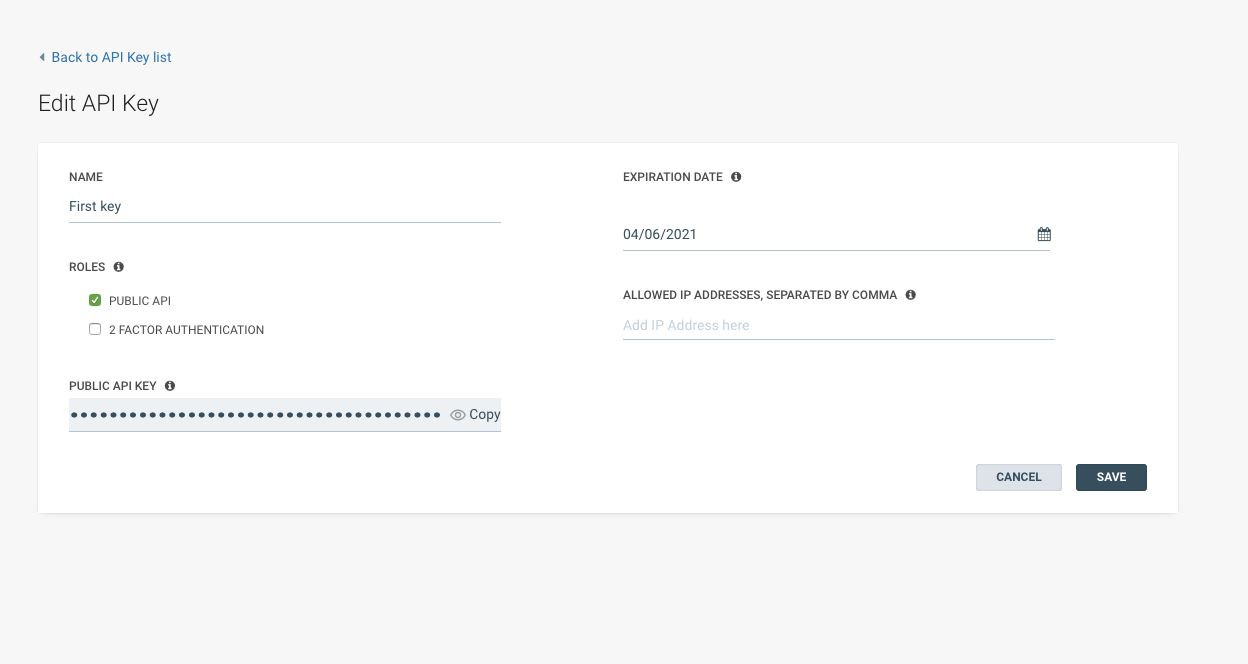 Back to API Key list
Edit API Key
NAME
First key
ROLES
PUBLIC API
2 FACTOR AUTHENTICATION
PUBLIC API KEY
Copy
EXPIRATION DATE
04/06/2021
ALLOWED IP ADDRESSES, SEPARATED BY COMMA
Add IP Address here
CANCEL
SAVE